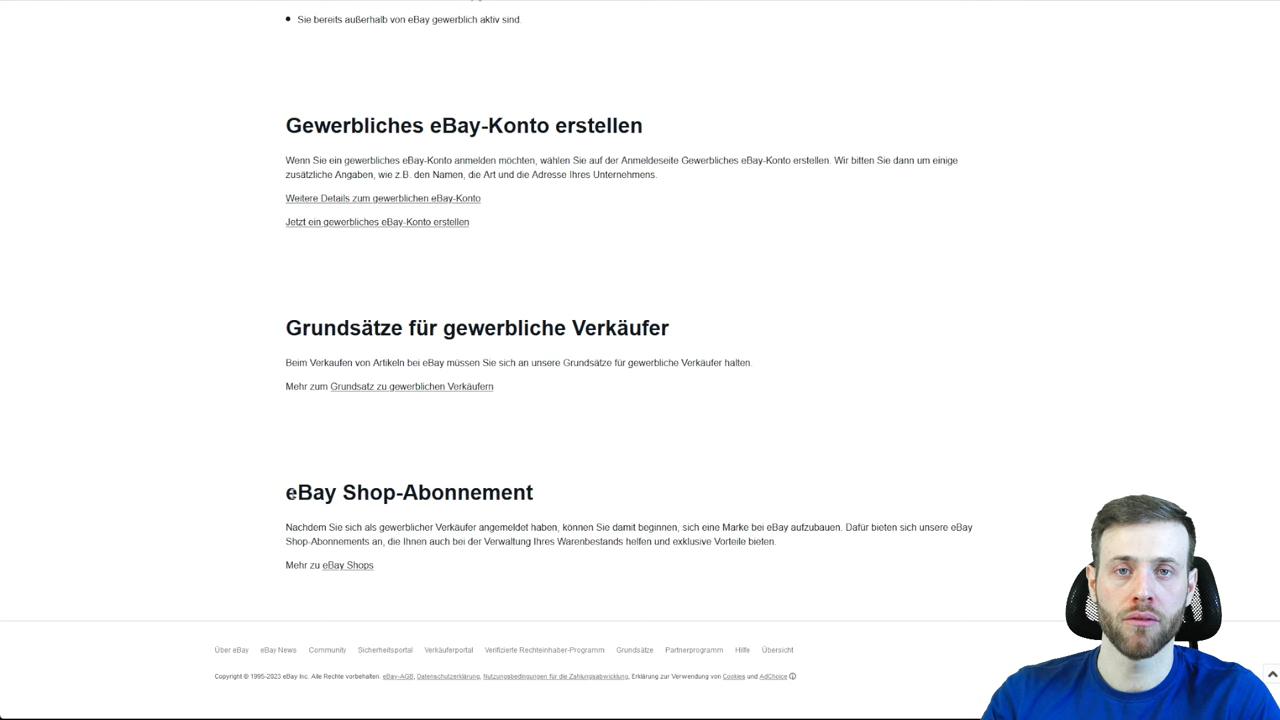 Sie bereits außerhalb von eBay gewerblich aktiv sind.
Gewerbliches eBay-Konto erstellen
Wenn Sie ein gewerbliches eBay-Konto anmelden möchten, wählen Sie auf der Anmeldeseite Gewerbliches eBay-Konto erstellen. Wir bitten Sie dann um einige
zusätzliche Angaben, wie z.B. den Namen, die Art und die Adresse Ihres Unternehmens.
Weitere Details zum gewerblichen eBay-Konto
Jetzt ein gewerbliches eBay-Konto erstellen
Grundsätze für gewerbliche Verkäufer
Beim Verkaufen von Artikeln bei eBay müssen Sie sich an unsere Grundsätze für gewerbliche Verkäufer halten.
Mehr zum Grundsatz zu gewerblichen Verkäufern
eBay Shop-Abonnement
Nachdem Sie sich als gewerblicher Verkäufer angemeldet haben, können Sie damit beginnen, sich eine Marke bei eBay aufzubauen. Dafür bieten sich unsere eBay
Shop-Abonnements an, die Ihnen auch bei der Verwaltung Ihres Warenbestands helfen und exklusive Vorteile bieten.
Mehr zu eBay Shops
Über eBay eBay News Community Sicherheitsportal Verkäuferportal Verifizierte Rechteinhaber-Programm Grundsätze Partnerprogramm Hilfe Übersicht
Copyright © 1995-2023 eBay Inc. Alle Rechte vorbehalten. eBay-AGB, Datenschutzerklärung, Nutzungsbedingungen für die Zahlungsabwicklung, Erklärung zur Verwendung von Cookies und AdChoice